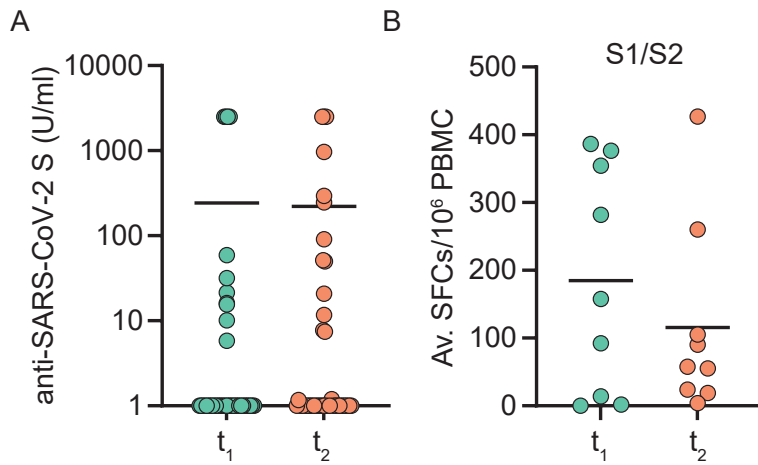 A
anti-SARS-CoV-2 S (U/ml)
10000
1000
100
10
1
t₁
t₂
B
S1/S2
Av. SFCs/10⁶ PBMC
500
400
300
200
100
0
t₁
t₂